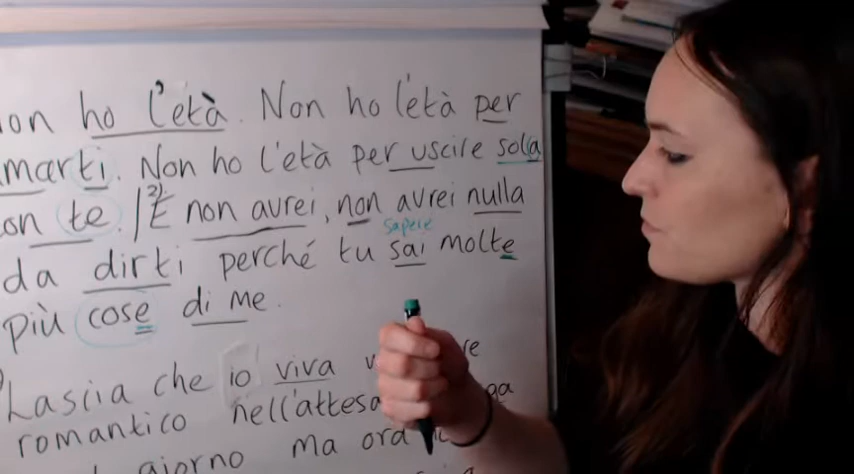 on ho l'età. Non ho l'età per
marti. Non ho l'età per uscire sola
on te. / 2) E non avrei, non avrei nulla
sapere
da dirti perché tu sai molte
più cose di me.
Lascia che io viva
romantico nell'attesa
giorno ma ora